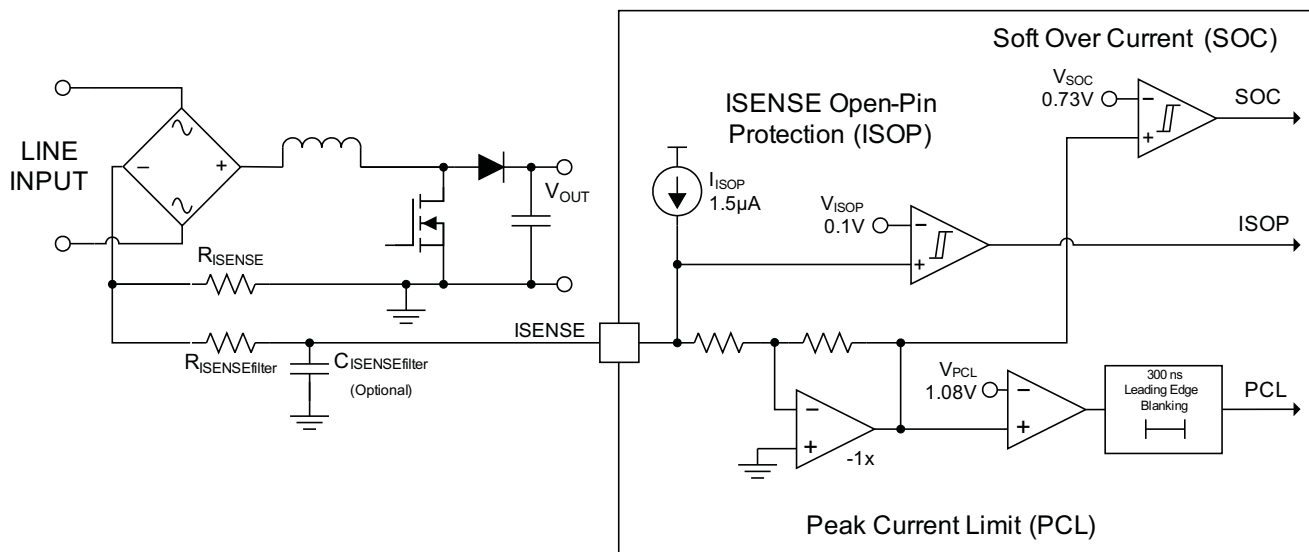 Soft Over Current (SOC)
VSOC
0.73V
SOC
ISENSE Open-Pin
Protection (ISOP)
LINE
INPUT
−
+
VOUT
IISOP
1.5µA
VISOP
0.1V
−
+
−
+
ISOP
RISENSE
ISENSE
RISENSEfilter
CISENSEfilter
(Optional)
VPCL
1.08V
−
+
−
+
-1x
300 ns
Leading Edge
Blanking
PCL
Peak Current Limit (PCL)